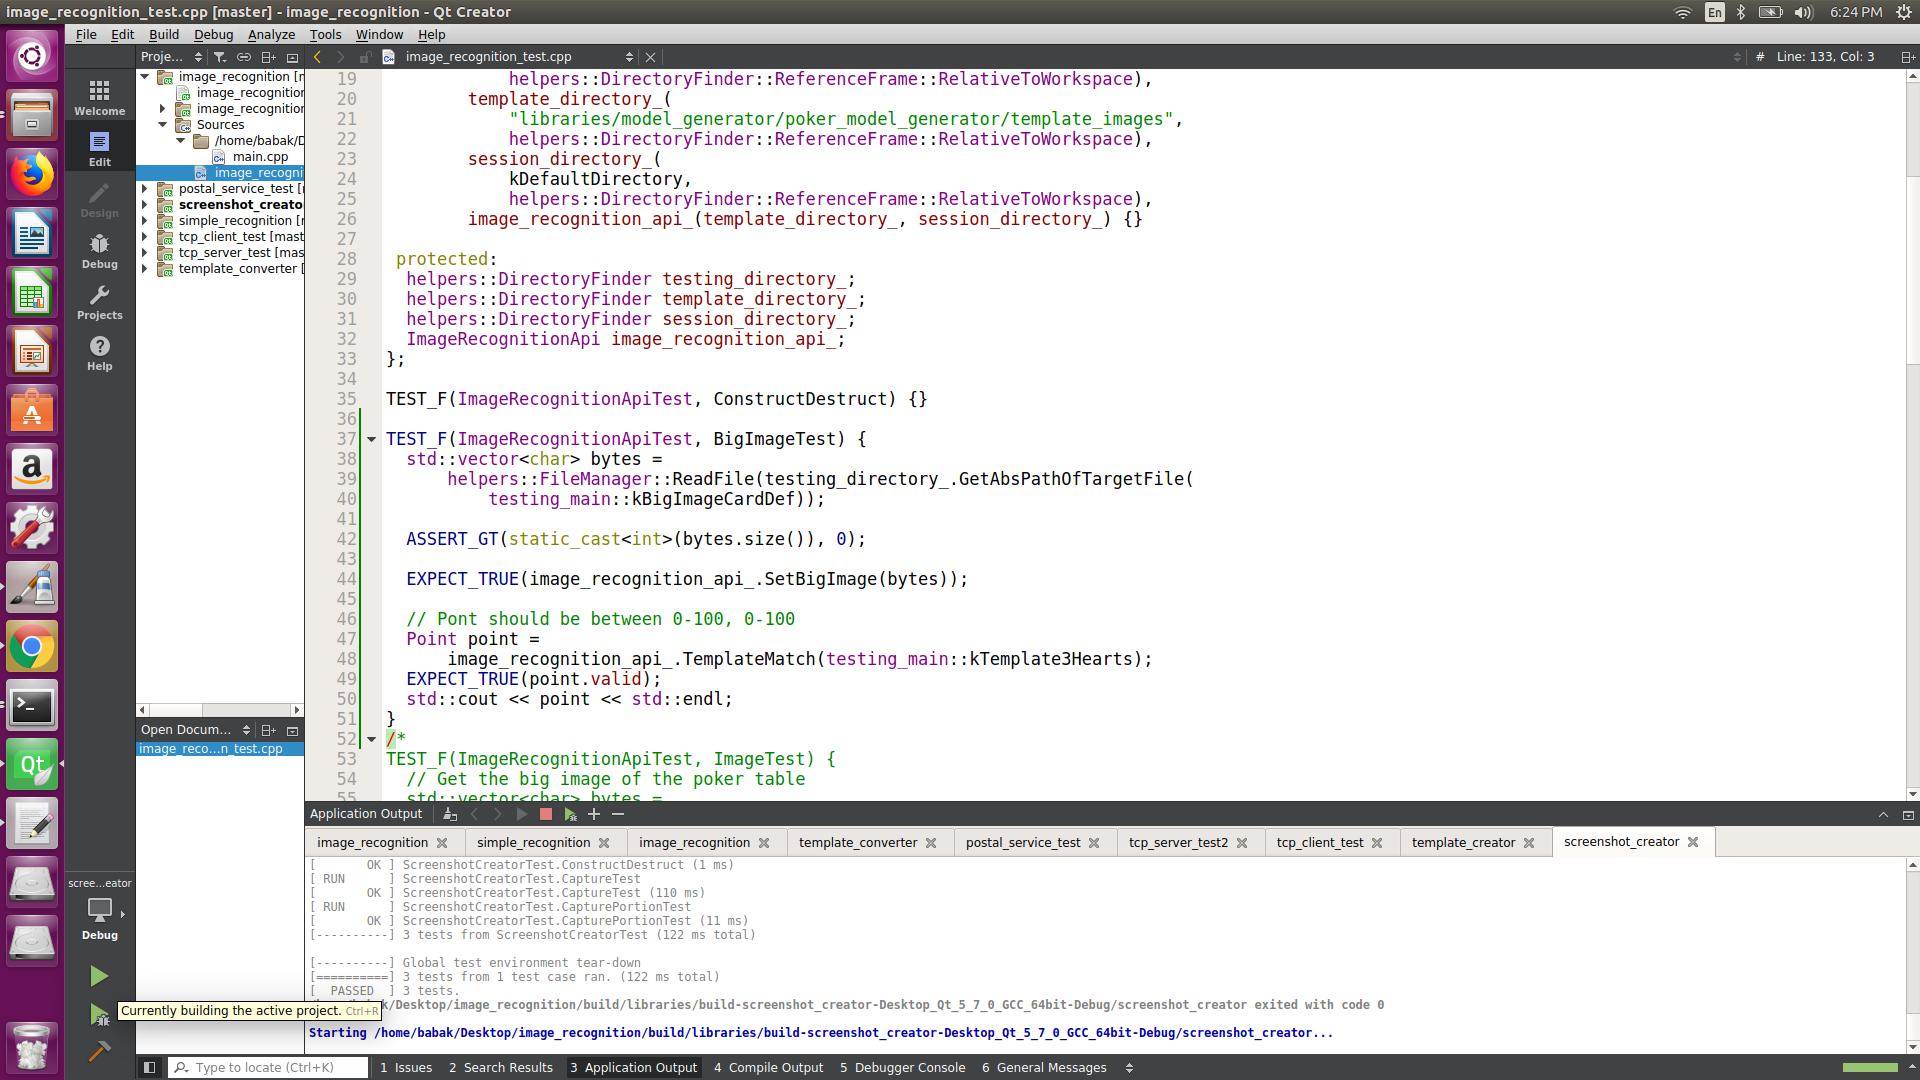 image_recognition_test.cpp [master] - image_recognition - Qt Creator
En
6:24 PM
File Edit Build Debug Analyze Tools Window Help
Proje...
image_recognition_test.cpp
# Line: 133, Col: 3
Welcome
Edit
Design
Debug
Projects
Help
image_recognition [m
image_recognition
image_recognition
Sources
/home/babak/D
main.cpp
image_recogni
postal_service_test [
screenshot_creato
simple_recognition [
tcp_client_test [mast
tcp_server_test [mas
template_converter [
Open Docum...
image_reco...n_test.cpp
19 helpers::DirectoryFinder::ReferenceFrame::RelativeToWorkspace),
20 template_directory_(
21 "libraries/model_generator/poker_model_generator/template_images",
22 helpers::DirectoryFinder::ReferenceFrame::RelativeToWorkspace),
23 session_directory_(
24 kDefaultDirectory,
25 helpers::DirectoryFinder::ReferenceFrame::RelativeToWorkspace),
26 image_recognition_api_(template_directory_, session_directory_) {}
27
28 protected:
29 helpers::DirectoryFinder testing_directory_;
30 helpers::DirectoryFinder template_directory_;
31 helpers::DirectoryFinder session_directory_;
32 ImageRecognitionApi image_recognition_api_;
33 };
34
35 TEST_F(ImageRecognitionApiTest, ConstructDestruct) {}
36
37 TEST_F(ImageRecognitionApiTest, BigImageTest) {
38 std::vector<char> bytes =
39 helpers::FileManager::ReadFile(testing_directory_.GetAbsPathOfTargetFile(
40 testing_main::kBigImageCardDef));
41
42 ASSERT_GT(static_cast<int>(bytes.size()), 0);
43
44 EXPECT_TRUE(image_recognition_api_.SetBigImage(bytes));
45
46 // Pont should be between 0-100, 0-100
47 Point point =
48 image_recognition_api_.TemplateMatch(testing_main::kTemplate3Hearts);
49 EXPECT_TRUE(point.valid);
50 std::cout << point << std::endl;
51 }
52 /*
53 TEST_F(ImageRecognitionApiTest, ImageTest) {
54 // Get the big image of the poker table
55 std::vector<char> bytes =
Application Output
image_recognition simple_recognition image_recognition template_converter postal_service_test tcp_server_test2 tcp_client_test template_creator screenshot_creator
[ OK ] ScreenshotCreatorTest.ConstructDestruct (1 ms)
[ RUN ] ScreenshotCreatorTest.CaptureTest
[ OK ] ScreenshotCreatorTest.CaptureTest (110 ms)
[ RUN ] ScreenshotCreatorTest.CapturePortionTest
[ OK ] ScreenshotCreatorTest.CapturePortionTest (11 ms)
[----------] 3 tests from ScreenshotCreatorTest (122 ms total)
[----------] Global test environment tear-down
[==========] 3 tests from 1 test case ran. (122 ms total)
[ PASSED ] 3 tests.
k/Desktop/image_recognition/build/libraries/build-screenshot_creator-Desktop_Qt_5_7_0_GCC_64bit-Debug/screenshot_creator exited with code 0
Starting /home/babak/Desktop/image_recognition/build/libraries/build-screenshot_creator-Desktop_Qt_5_7_0_GCC_64bit-Debug/screenshot_creator...
scree...eator
Debug
Currently building the active project. Ctrl+R
Type to locate (Ctrl+K)
1 Issues 2 Search Results 3 Application Output 4 Compile Output 5 Debugger Console 6 General Messages